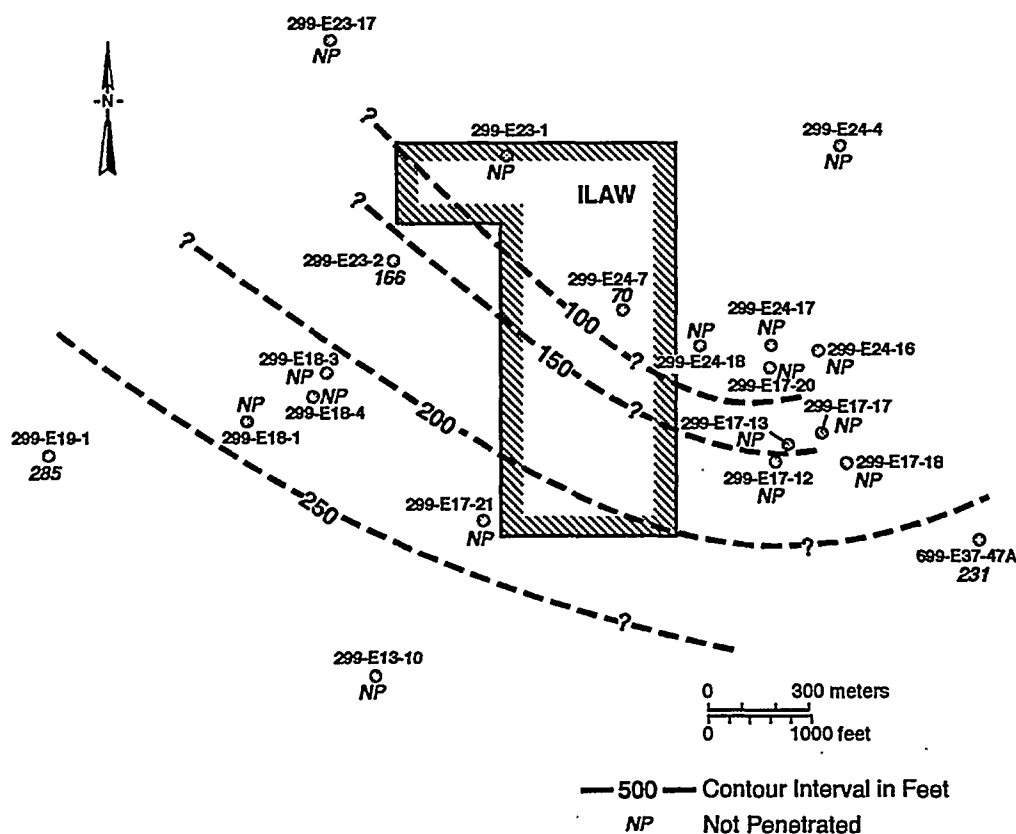 299-E23-17
NP
N
?
299-E23-1
NP
299-E24-4
NP
ILAW
?
?
299-E23-2
166
299-E24-7
70
100
299-E24-17
NP
NP
299-E24-18
299-E24-16
NP
NP
299-E17-20
?
150
299-E18-3
NP
NP
299-E18-4
NP
299-E18-1
200
?
299-E17-17
NP
299-E17-13
NP
299-E17-12
NP
299-E17-18
NP
299-E19-1
285
250
299-E17-21
NP
?
699-E37-47A
231
?
299-E13-10
NP
0 300 meters
0 1000 feet
500 Contour Interval in Feet
NP Not Penetrated